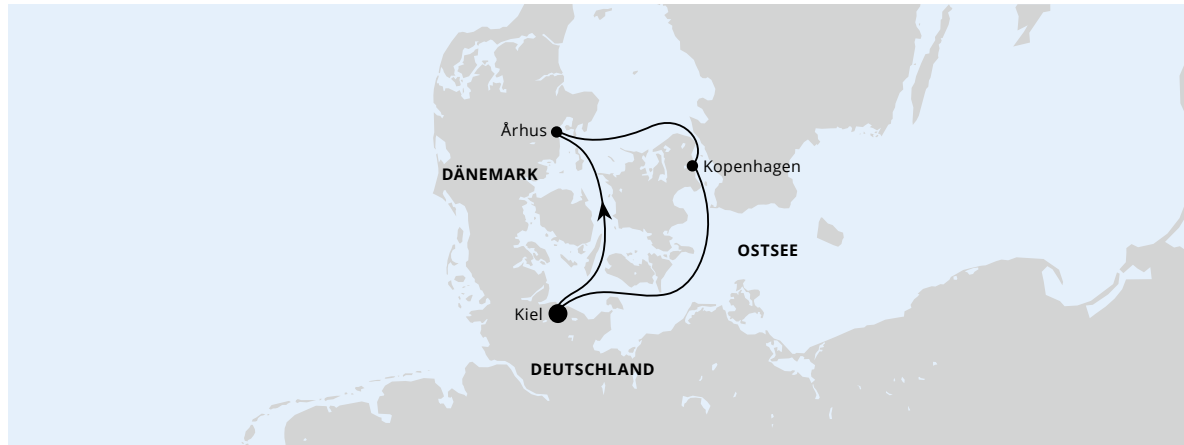 Århus
Kopenhagen
DÄNEMARK
OSTSEE
Kiel
DEUTSCHLAND